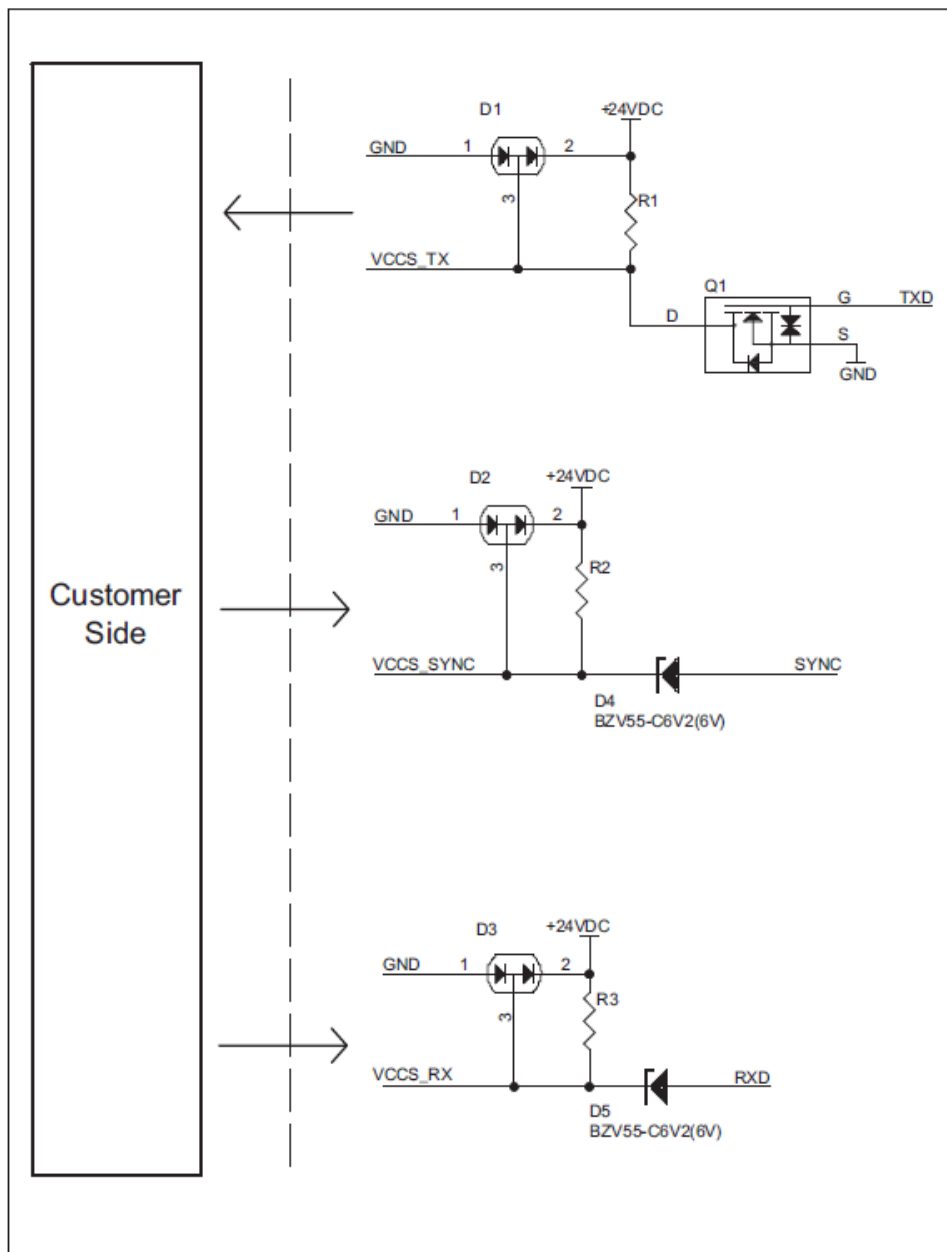 D1
+24VDC
GND
1
2
3
R1
VCCS_TX
Q1
D
G
TXD
S
GND
D2
+24VDC
GND
1
2
3
R2
VCCS_SYNC
SYNC
D4
BZV55-C6V2(6V)
Customer
Side
D3
+24VDC
GND
1
2
3
R3
VCCS_RX
RXD
D5
BZV55-C6V2(6V)